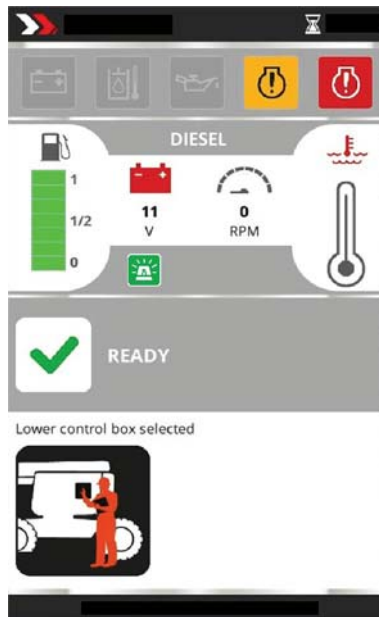 DIESEL
1
1/2
0
11
V
0
RPM
READY
Lower control box selected